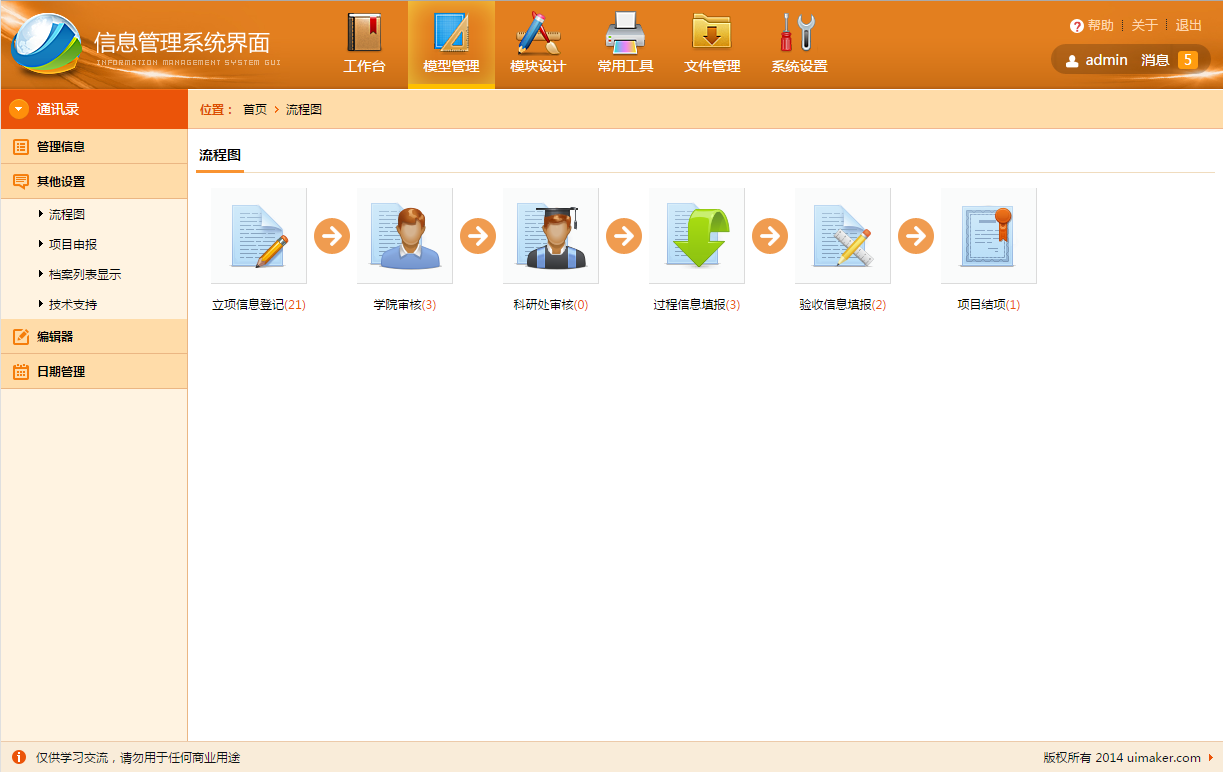 信息管理系统界面
INFORMATION MANAGEMENT SYSTEM GUI
工作台
模型管理
模块设计
常用工具
文件管理
系统设置
帮助
关于
退出
admin 消息 5
通讯录
位置： 首页 › 流程图
管理信息
其他设置
流程图
项目申报
档案列表显示
技术支持
编辑器
日期管理
流程图
立项信息登记(21)
学院审核(3)
科研处审核(0)
过程信息填报(3)
验收信息填报(2)
项目结项(1)
仅供学习交流，请勿用于任何商业用途
版权所有 2014 uimaker.com